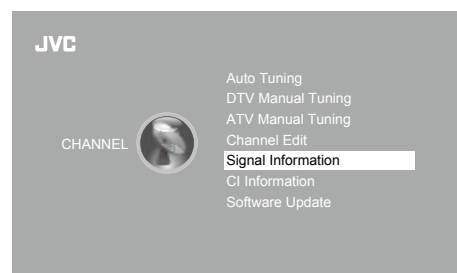 JVC
Auto Tuning
DTV Manual Tuning
ATV Manual Tuning
CHANNEL
Channel Edit
Signal Information
CI Information
Software Update